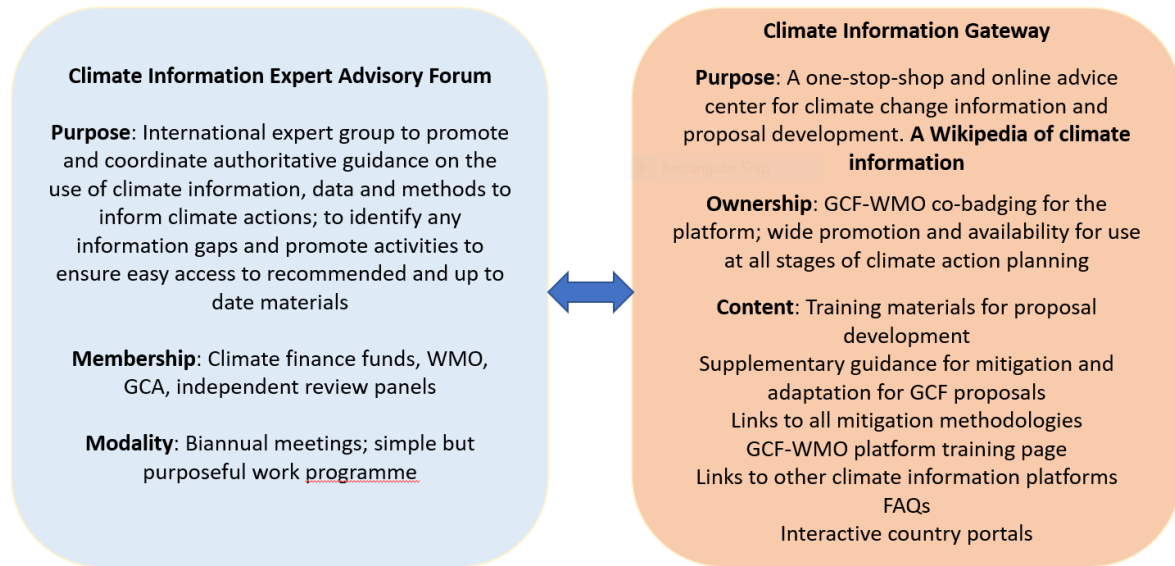 Climate Information Expert Advisory Forum
Purpose: International expert group to promote
and coordinate authoritative guidance on the
use of climate information, data and methods to
inform climate actions; to identify any
information gaps and promote activities to
ensure easy access to recommended and up to
date materials
Membership: Climate finance funds, WMO,
GCA, independent review panels
Modality: Biannual meetings; simple but
purposeful work programme
Climate Information Gateway
Purpose: A one-stop-shop and online advice
center for climate change information and
proposal development. A Wikipedia of climate
information
Rectangular Snip
Ownership: GCF-WMO co-badging for the
platform; wide promotion and availability for use
at all stages of climate action planning
Content: Training materials for proposal
development
Supplementary guidance for mitigation and
adaptation for GCF proposals
Links to all mitigation methodologies
GCF-WMO platform training page
Links to other climate information platforms
FAQs
Interactive country portals